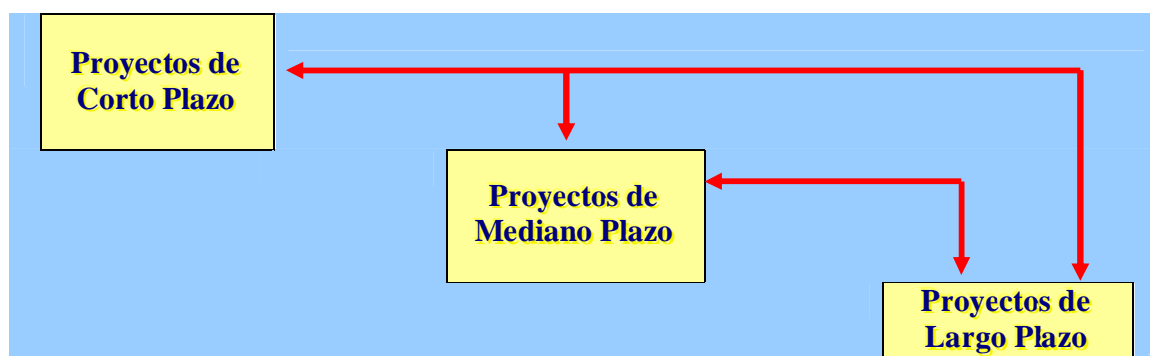 Proyectos de
Corto Plazo
Proyectos de
Mediano Plazo
Proyectos de
Largo Plazo